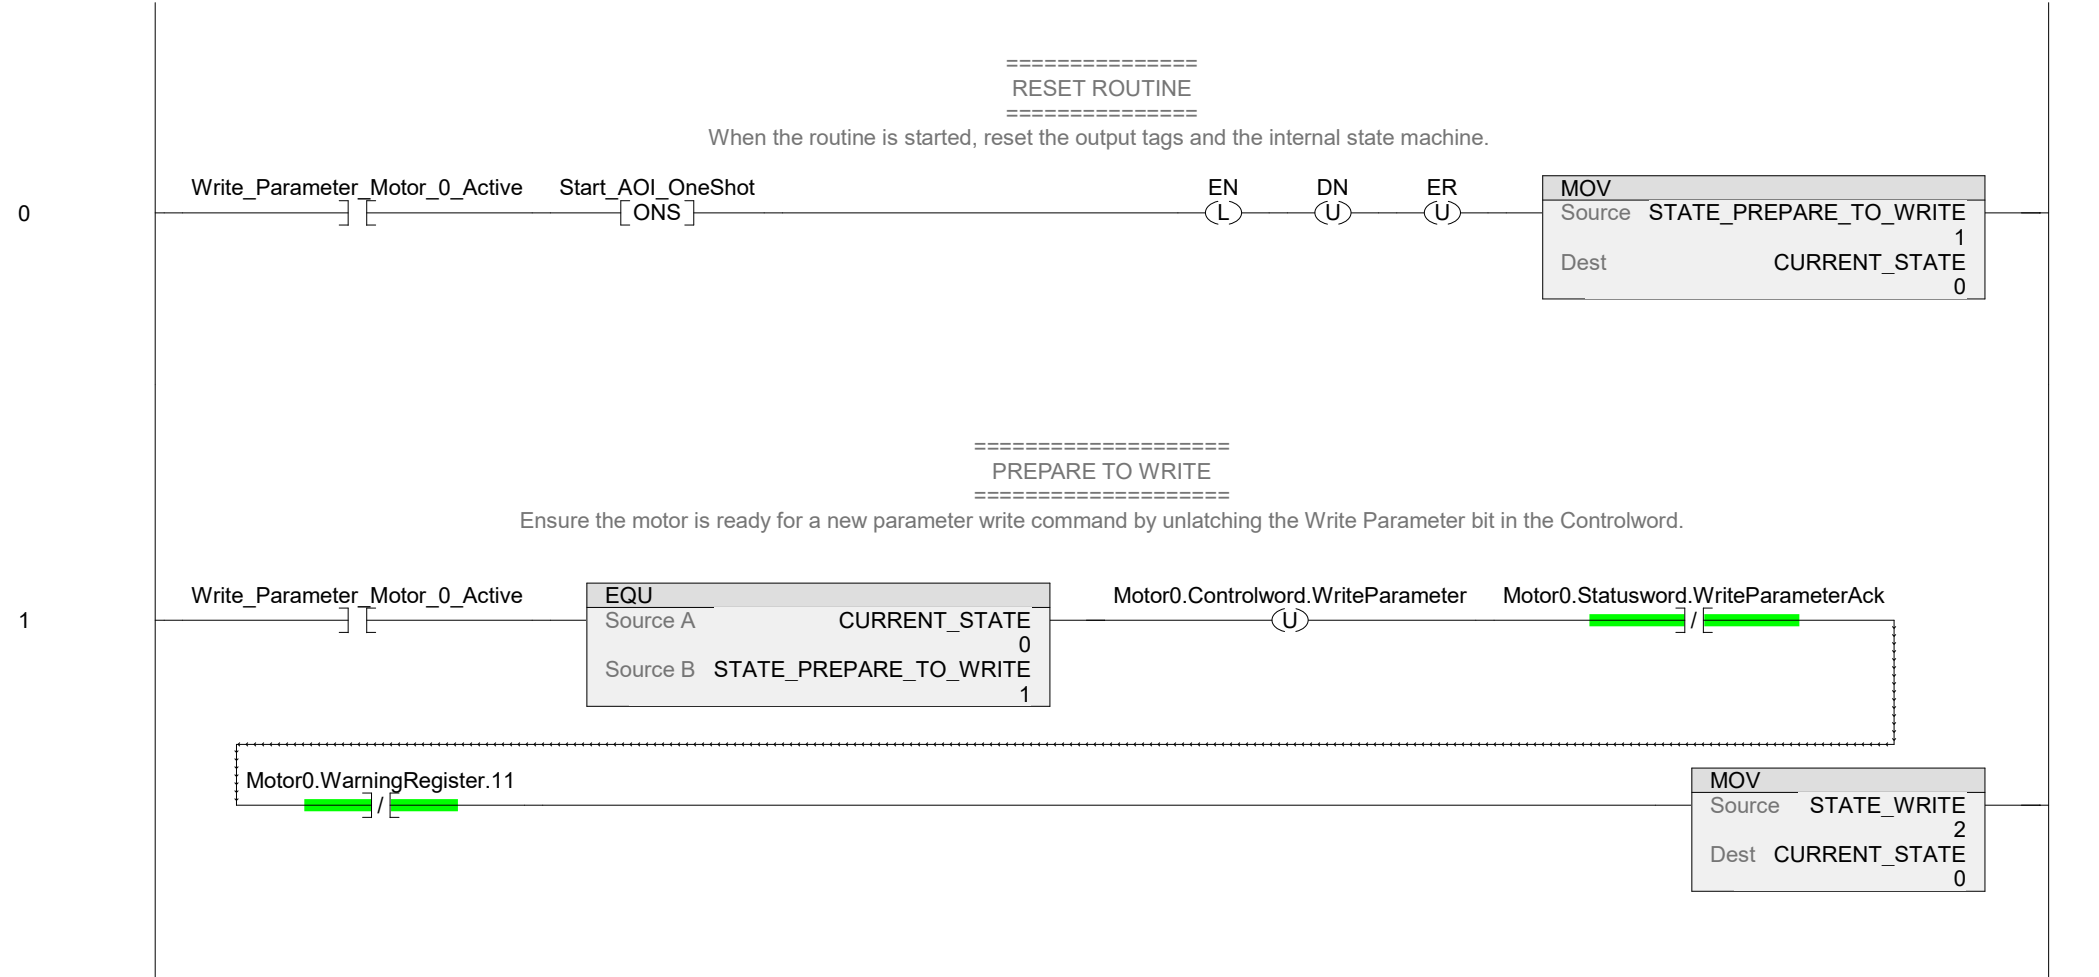 ===============
RESET ROUTINE
===============
When the routine is started, reset the output tags and the internal state machine.
0
Write_Parameter_Motor_0_Active
Start_AOI_OneShot
ONS
EN
L
DN
U
ER
U
MOV
Source STATE_PREPARE_TO_WRITE
1
Dest CURRENT_STATE
0
====================
PREPARE TO WRITE
====================
Ensure the motor is ready for a new parameter write command by unlatching the Write Parameter bit in the Controlword.
1
Write_Parameter_Motor_0_Active
EQU
Source A CURRENT_STATE
0
Source B STATE_PREPARE_TO_WRITE
1
Motor0.Controlword.WriteParameter
U
Motor0.Statusword.WriteParameterAck
/
Motor0.WarningRegister.11
/
MOV
Source STATE_WRITE
2
Dest CURRENT_STATE
0